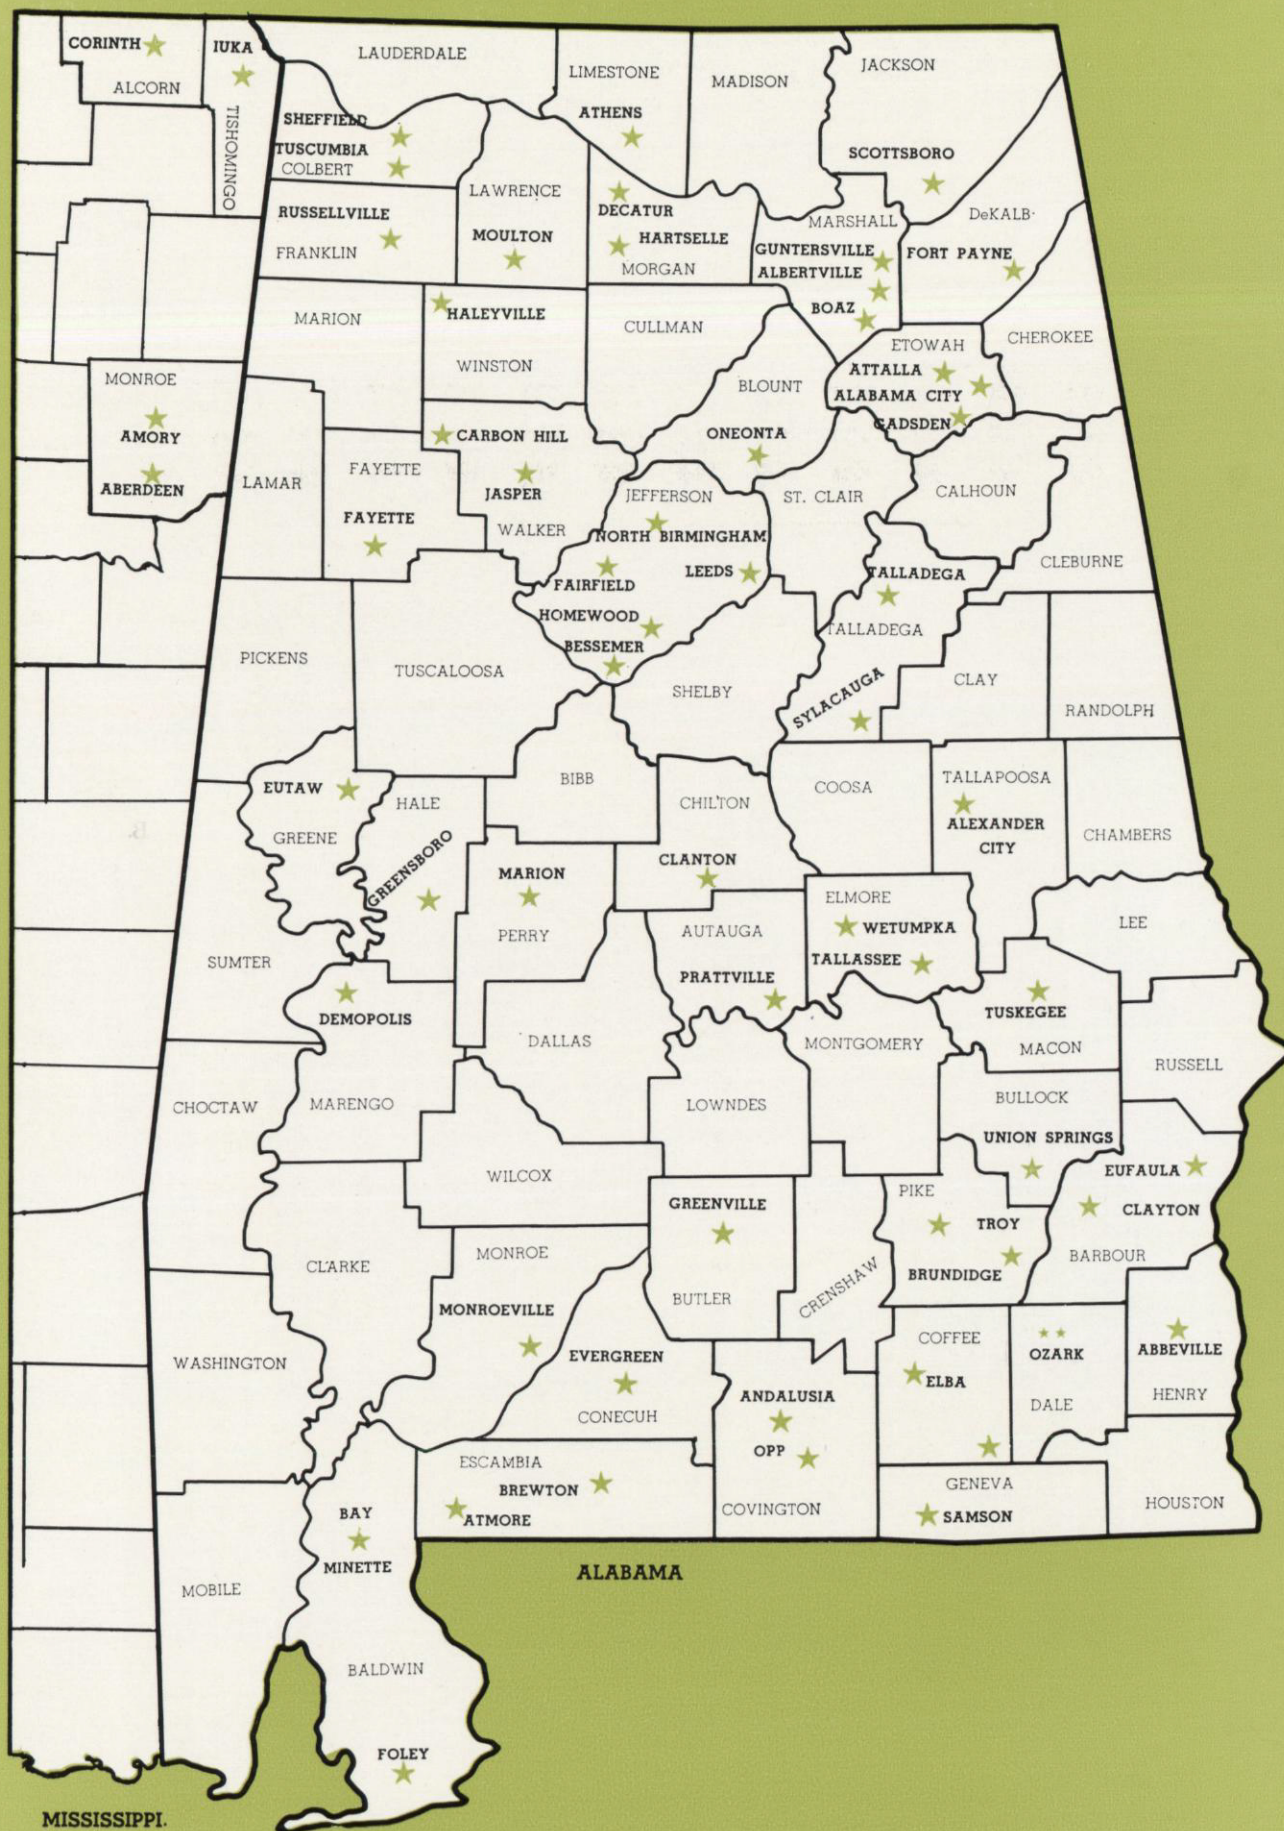 CORINTH
IUKA
ALCORN
TISHOMINGO
LAUDERDALE
LIMESTONE
ATHENS
MADISON
JACKSON
SCOTTSBORO
SHEFFIELD
TUSCUMBIA
COLBERT
LAWRENCE
MOULTON
DECATUR
HARTSELLE
MORGAN
MARSHALL
GUNTERSVILLE
ALBERTVILLE
BOAZ
DeKALB
FORT PAYNE
RUSSELLVILLE
FRANKLIN
MARION
HALEYVILLE
WINSTON
CULLMAN
BLOUNT
ONEONTA
ETOWAH
ATTALLA
ALABAMA CITY
GADSDEN
CHEROKEE
MONROE
AMORY
ABERDEEN
LAMAR
FAYETTE
FAYETTE
CARBON HILL
JASPER
WALKER
JEFFERSON
NORTH BIRMINGHAM
FAIRFIELD
LEEDS
HOMEWOOD
BESSEMER
ST. CLAIR
CALHOUN
CLEBURNE
TALLADEGA
TALLADEGA
SYLACAUGA
PICKENS
TUSCALOOSA
SHELBY
CLAY
RANDOLPH
BIBB
CHILTON
CLANTON
COOSA
TALLAPOOSA
ALEXANDER
CITY
CHAMBERS
EUTAW
GREENE
HALE
GREENSBORO
MARION
PERRY
AUTAUGA
PRATTVILLE
ELMORE
WETUMPKA
TALLASSEE
LEE
SUMTER
DEMOPOLIS
MARENGO
DALLAS
LOWNDES
MONTGOMERY
TUSKEGEE
MACON
RUSSELL
BULLOCK
UNION SPRINGS
CHOCTAW
WILCOX
GREENVILLE
BUTLER
CRENSHAW
PIKE
TROY
BRUNDIDGE
EUFAULA
CLAYTON
BARBOUR
CLARKE
MONROE
MONROEVILLE
EVERGREEN
CONECUH
ANDALUSIA
OPP
COVINGTON
COFFEE
ELBA
OZARK
DALE
ABBEVILLE
HENRY
WASHINGTON
ESCAMBIA
BREWTON
ATMORE
GENEVA
SAMSON
HOUSTON
BAY
MINETTE
MOBILE
BALDWIN
FOLEY
ALABAMA
MISSISSIPPI.